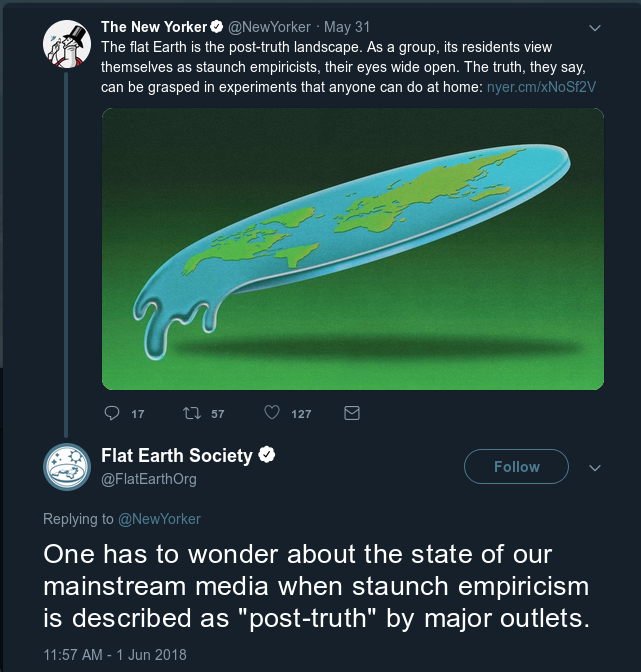 The New Yorker @NewYorker · May 31
The flat Earth is the post-truth landscape. As a group, its residents view
themselves as staunch empiricists, their eyes wide open. The truth, they say,
can be grasped in experiments that anyone can do at home: nyer.cm/xNoSf2V
17 57 127
Flat Earth Society
@FlatEarthOrg
Follow
Replying to @NewYorker
One has to wonder about the state of our
mainstream media when staunch empiricism
is described as "post-truth" by major outlets.
11:57 AM - 1 Jun 2018